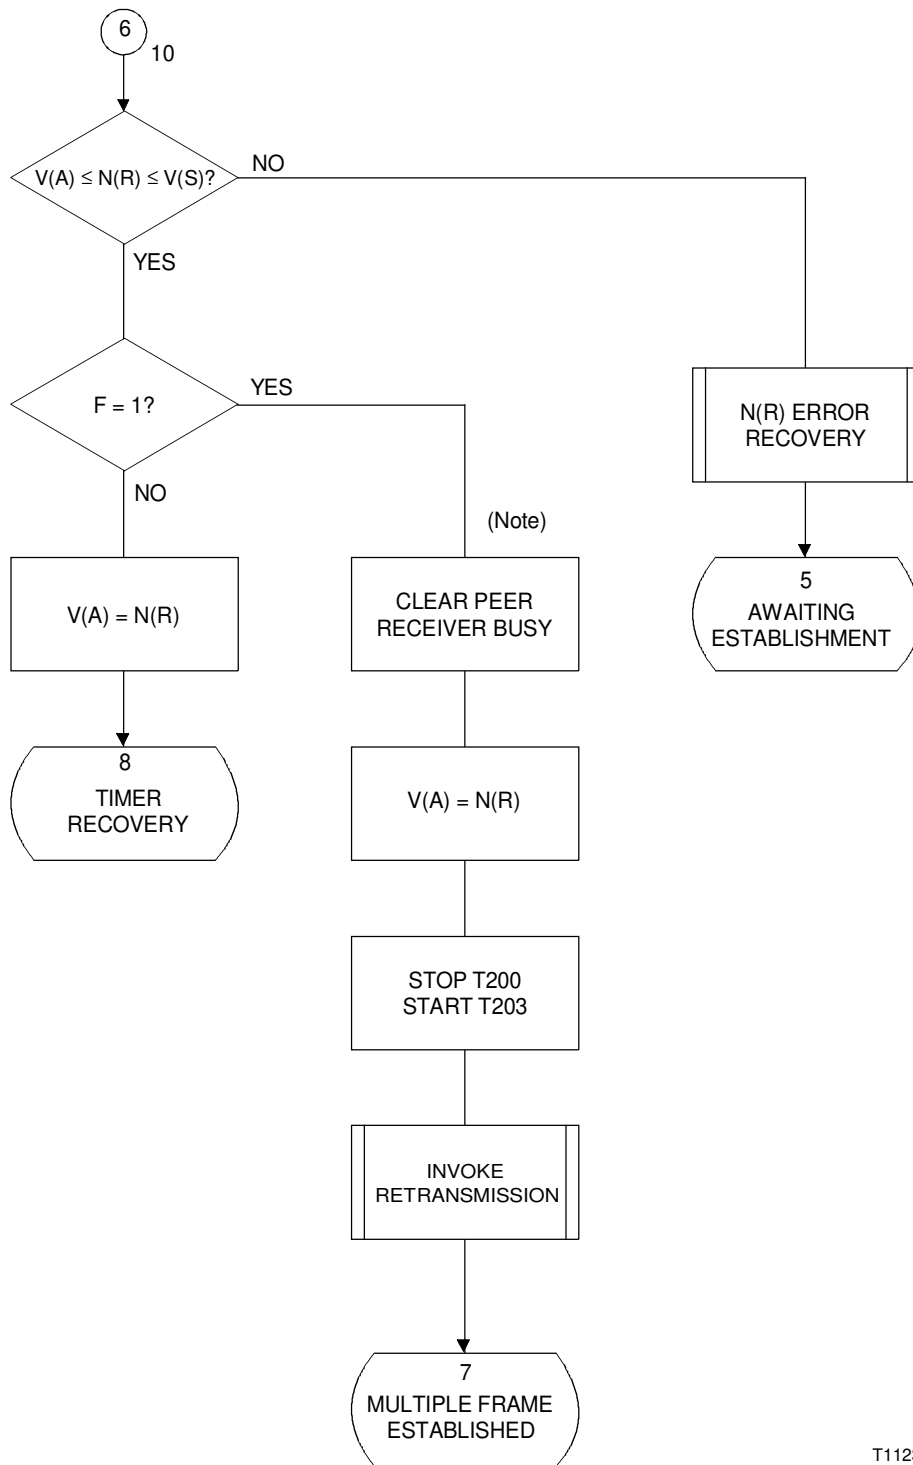 6
10
V(A) ≤ N(R) ≤ V(S)?
NO
YES
F = 1?
YES
N(R) ERROR
RECOVERY
NO
(Note)
V(A) = N(R)
CLEAR PEER
RECEIVER BUSY
5
AWAITING
ESTABLISHMENT
8
TIMER
RECOVERY
V(A) = N(R)
STOP T200
START T203
INVOKE
RETRANSMISSION
7
MULTIPLE FRAME
ESTABLISHED